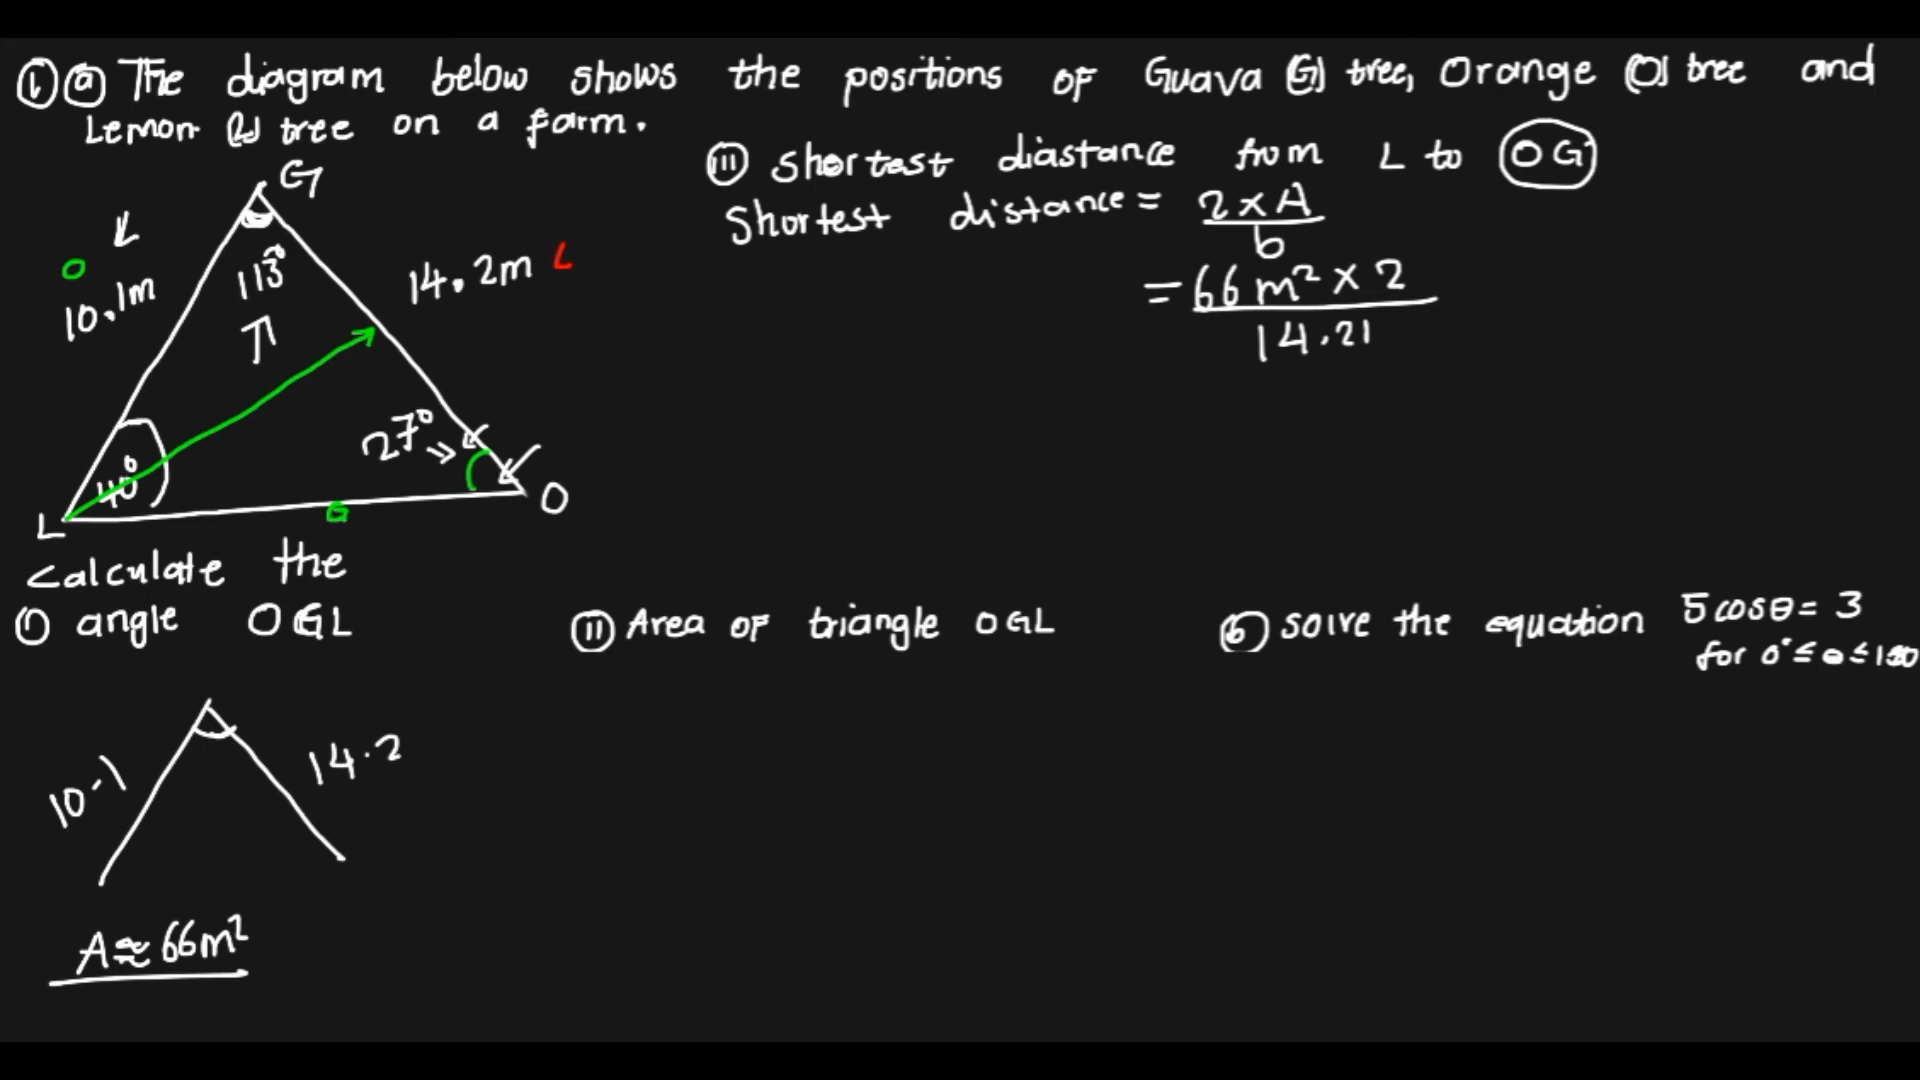 ① ⓐ The diagram below shows the positions of Guava (G) tree, Orange (O) tree and
Lemon (L) tree on a farm.
G
L
O
10.1m
113°
14.2m L
27°
40°
L
G
O
ⅲ Shortest diastance from L to OG
Shortest distance = 2 x A / b
= 66 m² x 2 / 14.21
Calculate the
ⅰ angle OGL
ⅱ Area of triangle OGL
ⓑ solve the equation 5 cosθ = 3
for 0° ≤ θ ≤ 180
10.1
14.2
A ≈ 66m²